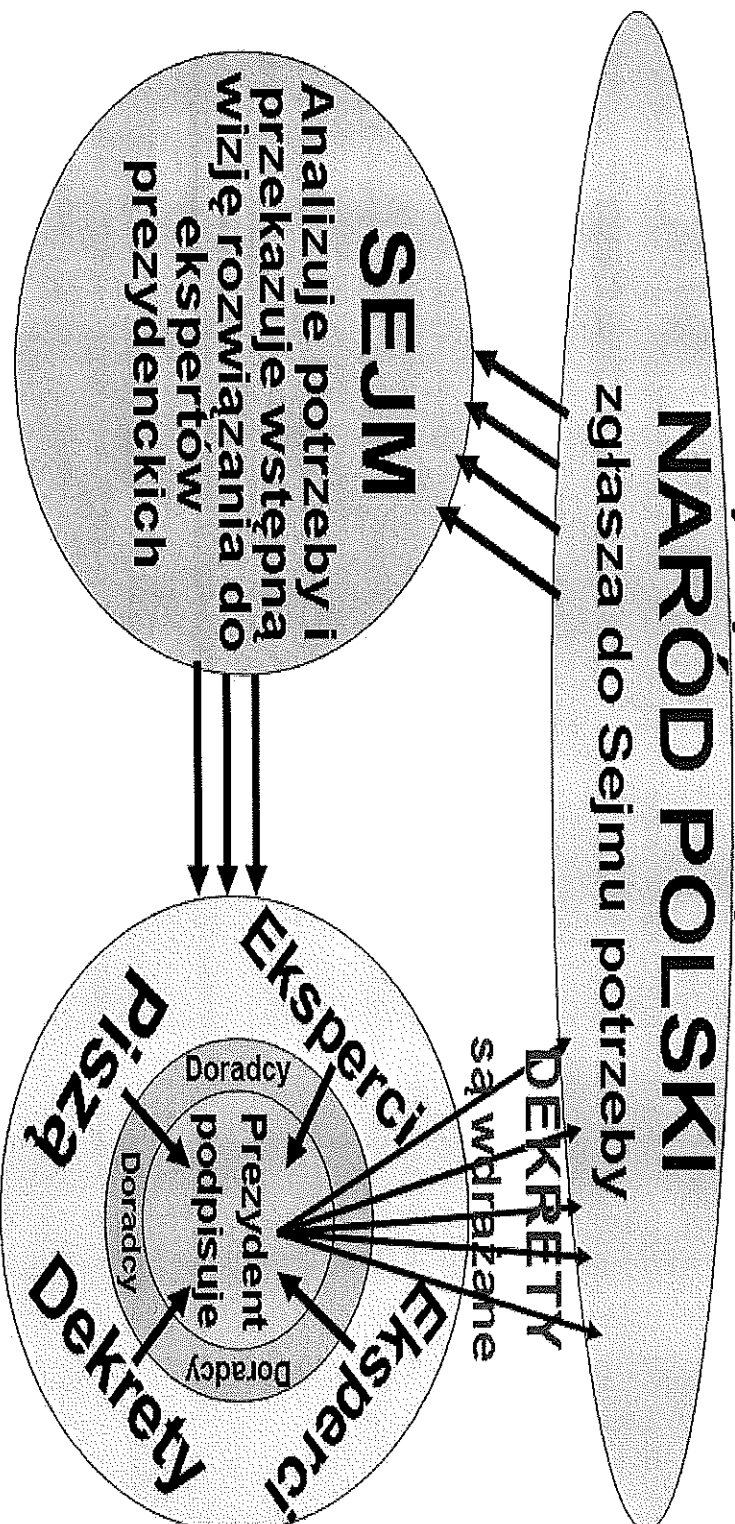 NARÓD POLSKI
zgłasza do Sejmu potrzeby
SEJM
Analizuje potrzeby i
przekazuje wstępną
wizję rozwiązania do
ekspertów
prezydenckich
DEKRETY
są wdrażane
Eksperci
Eksperci
Piszą
Dekrety
Doradcy
Doradcy
Doradcy
Prezydent
podpisuje